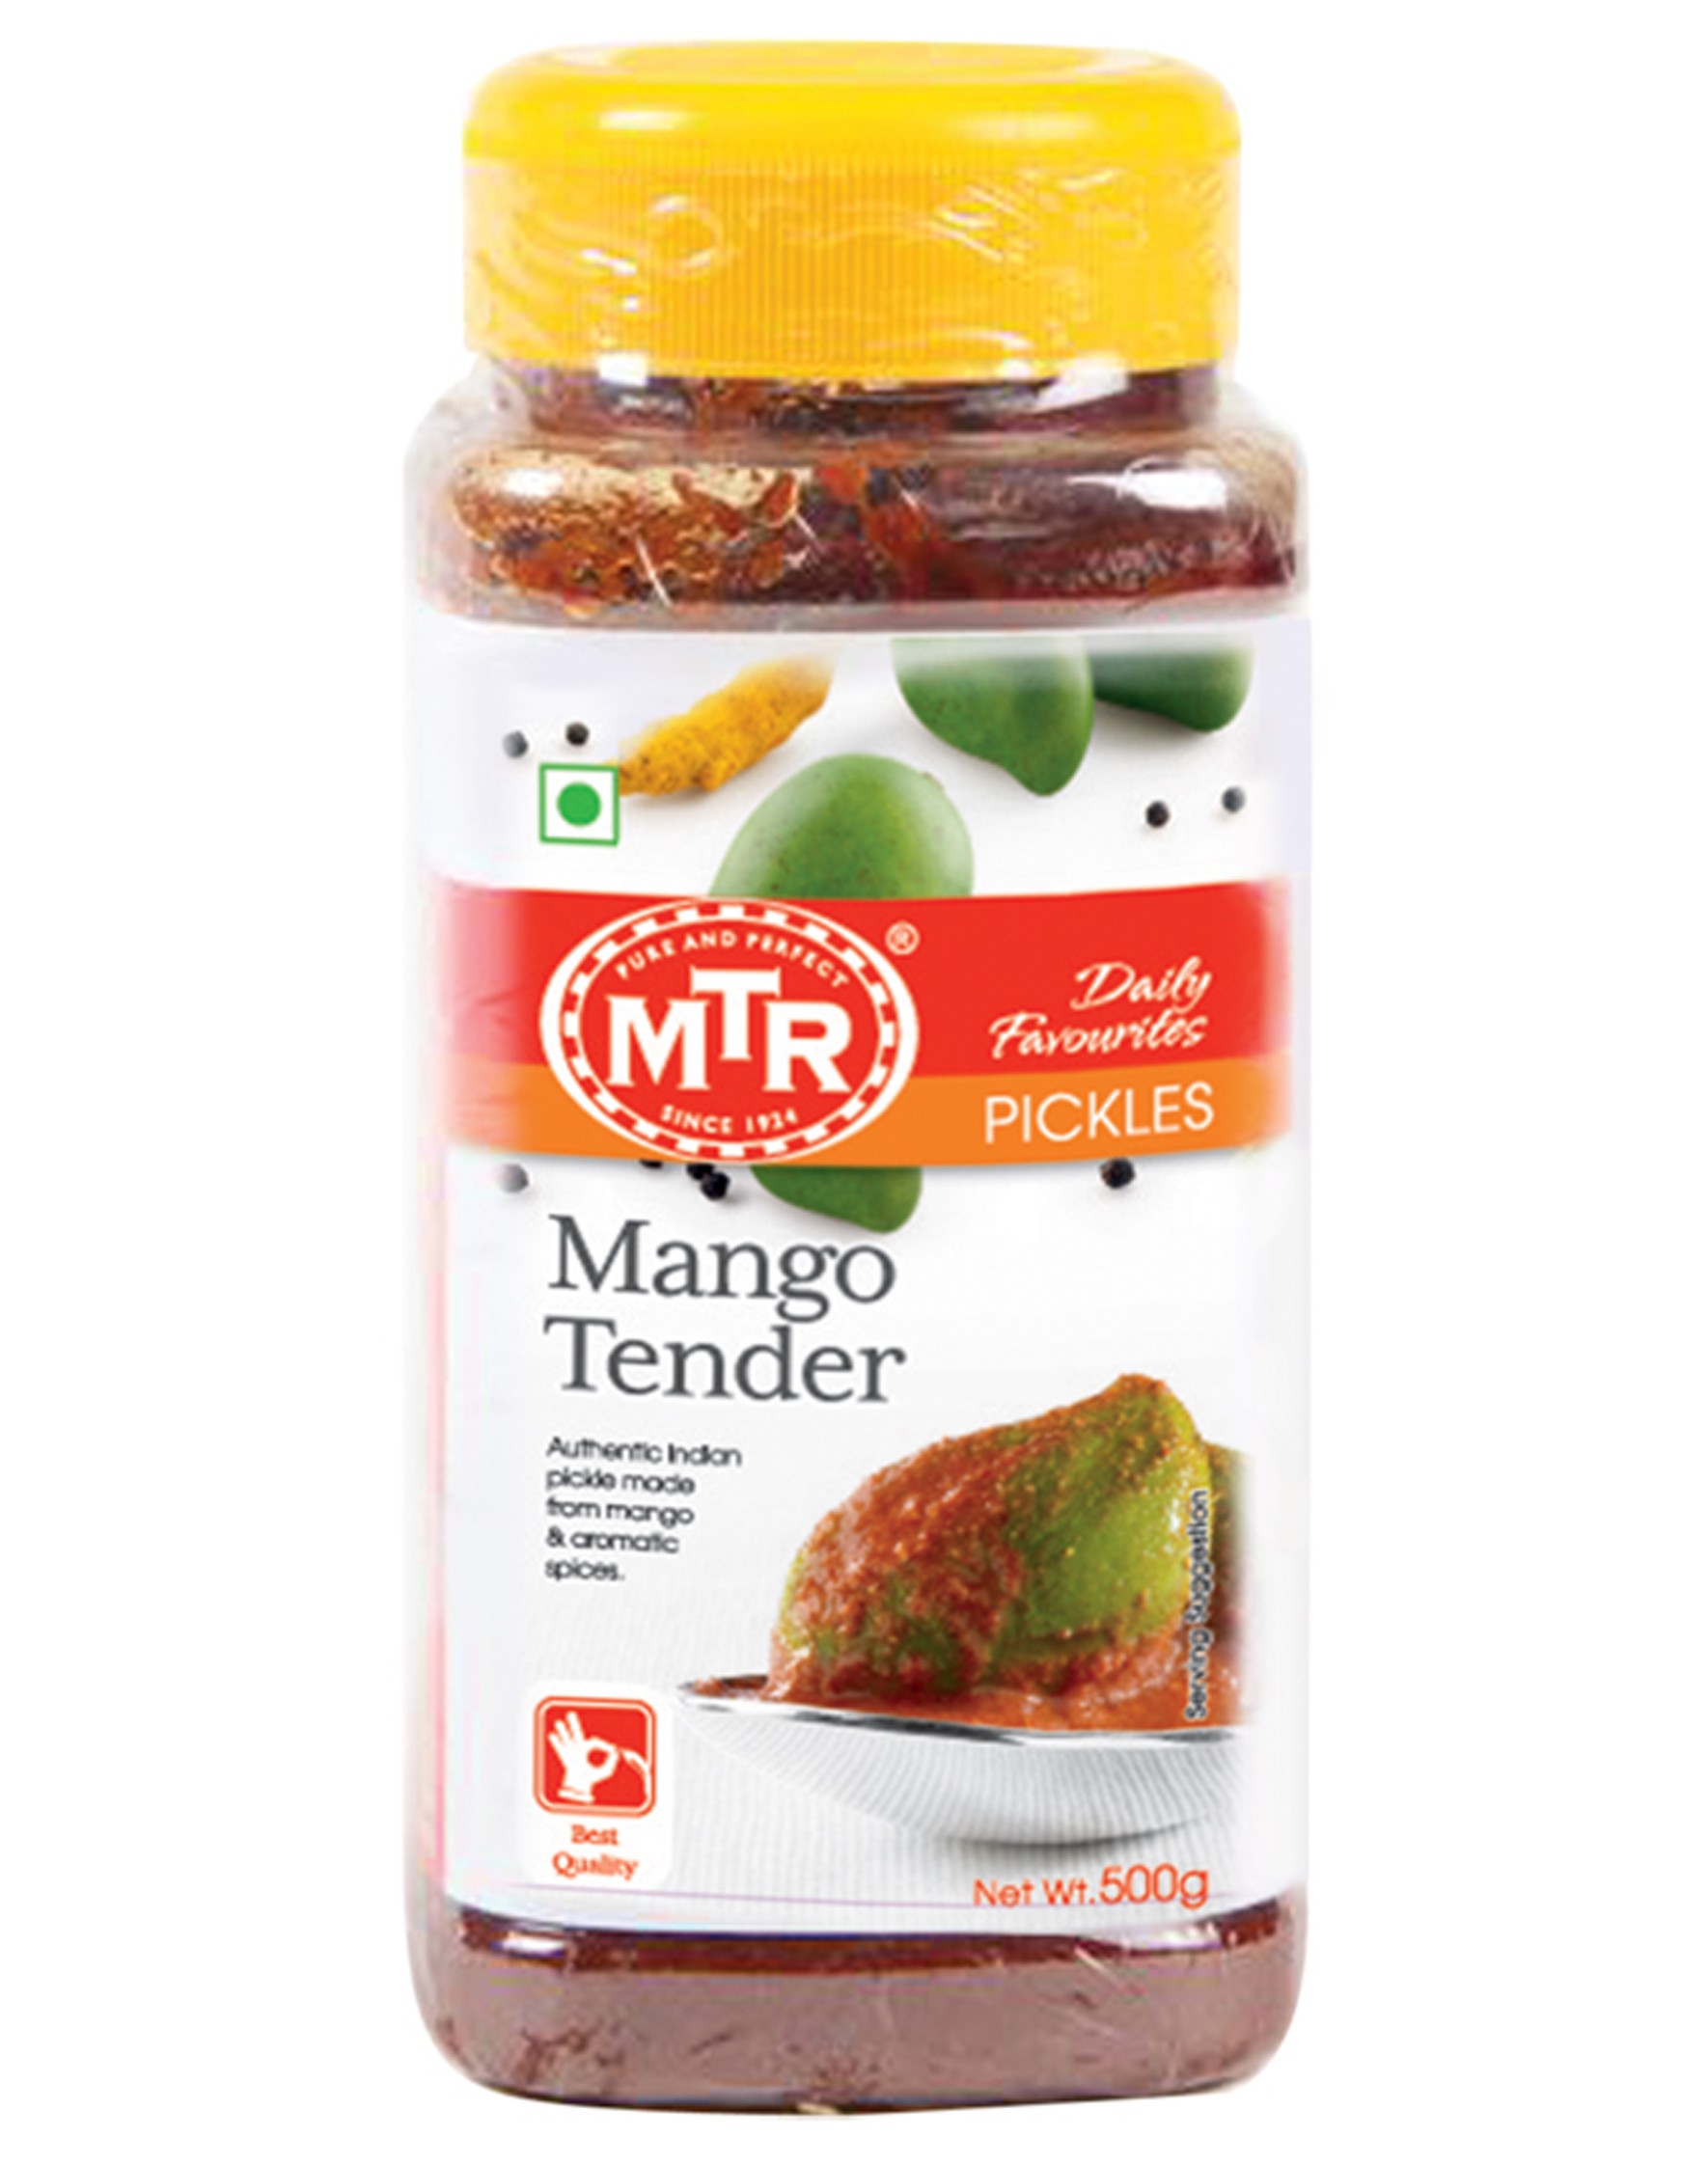 PURE AND PERFECT
MTR
®
SINCE 1924
Daily
Favourites
PICKLES
Mango
Tender
Authentic Indian
pickle made
from mango
& aromatic
spices.
Serving Suggestion
Best
Quality
Net Wt.500g